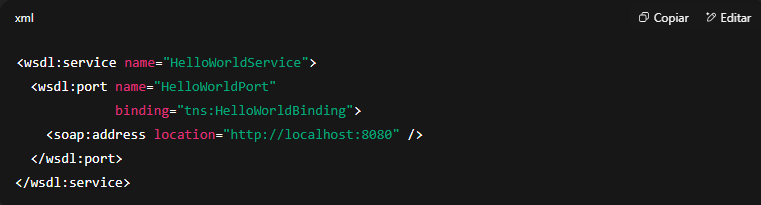 xml Copiar Editar
<wsdl:service name="HelloWorldService">
  <wsdl:port name="HelloWorldPort"
             binding="tns:HelloWorldBinding">
    <soap:address location="http://localhost:8080" />
  </wsdl:port>
</wsdl:service>